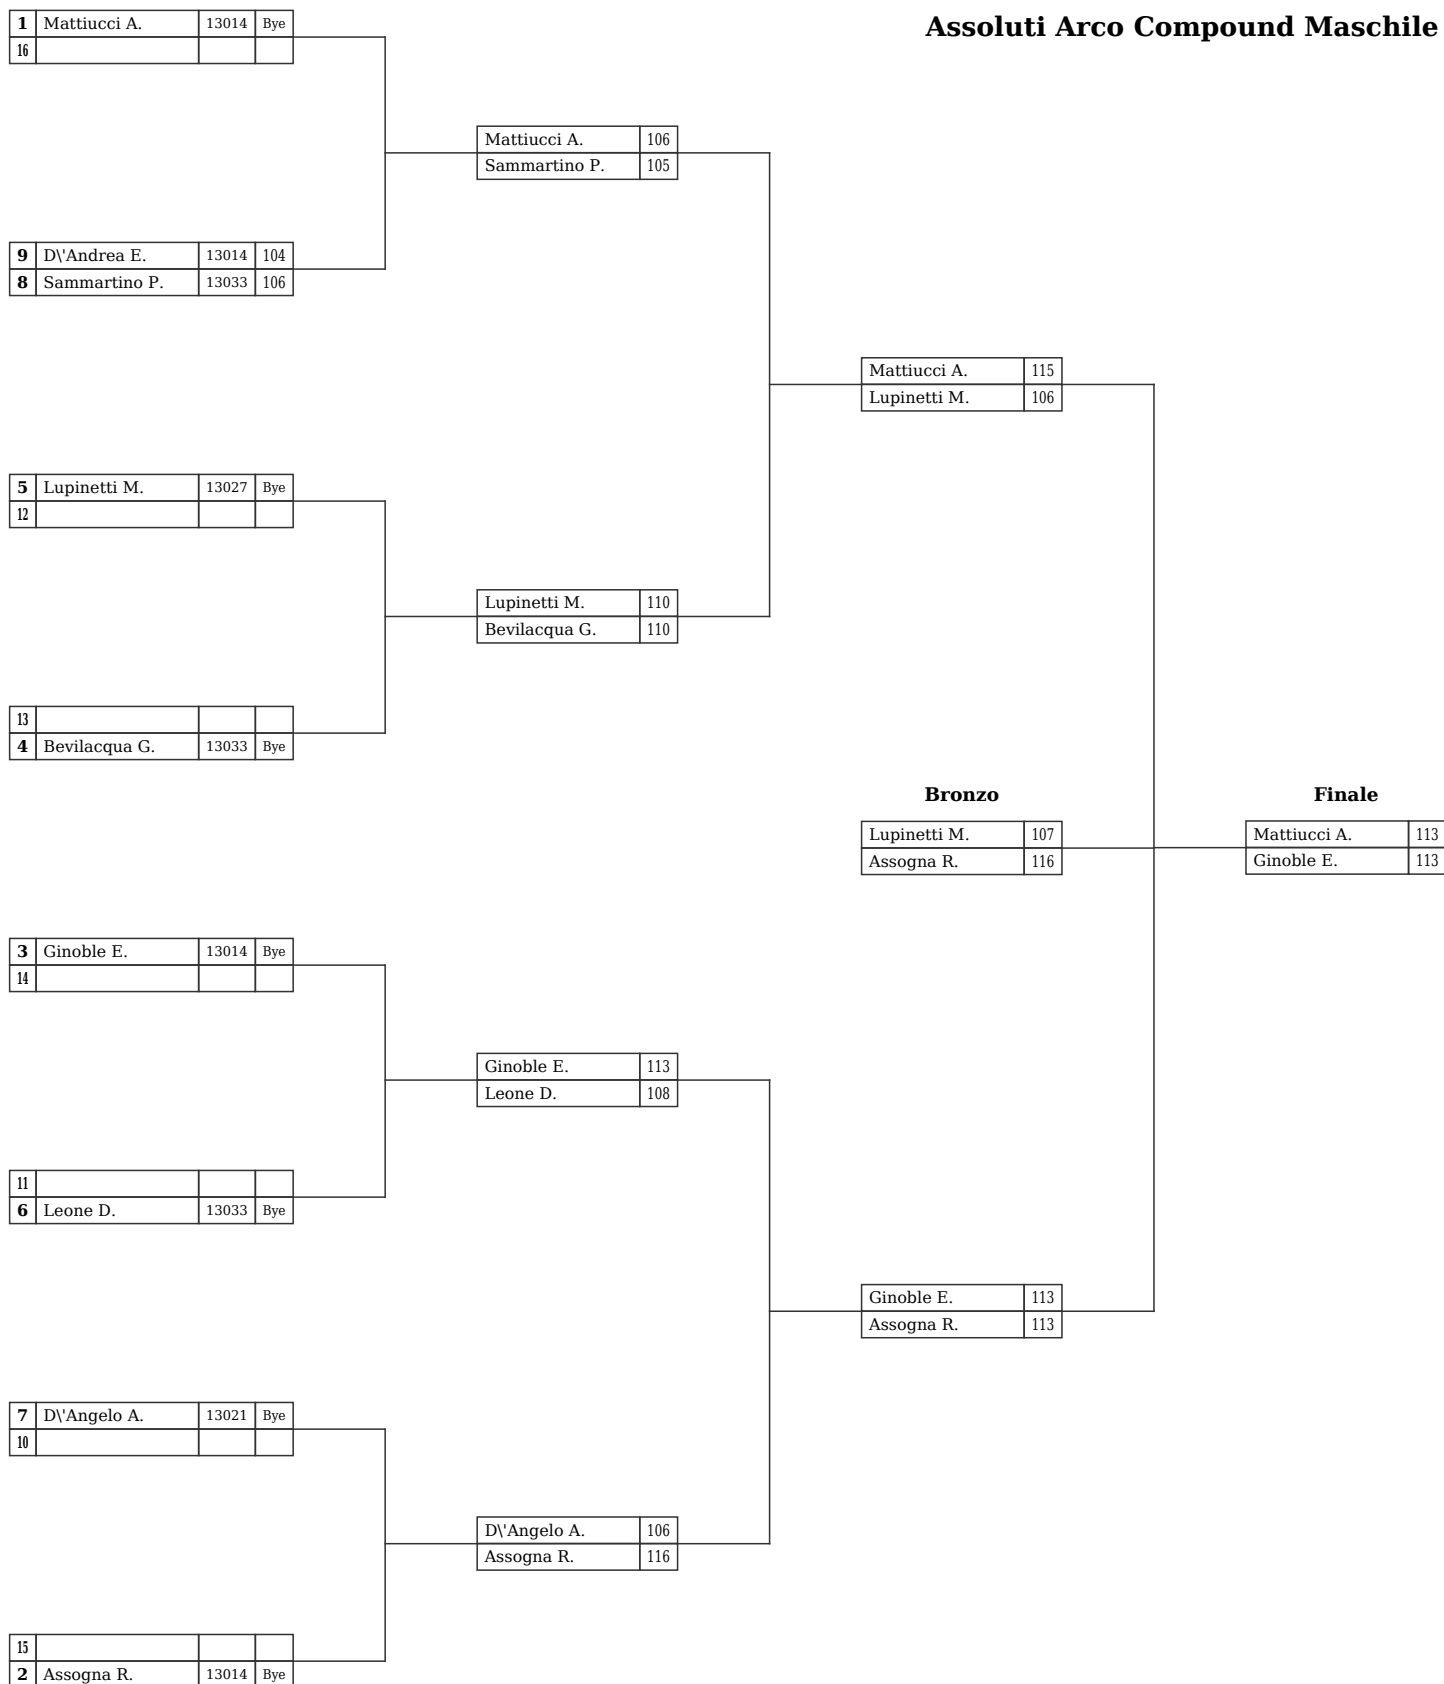 Assoluti Arco Compound Maschile
1 Mattiucci A. 13014 Bye
16
Mattiucci A. 106
Sammartino P. 105
9 D\'Andrea E. 13014 104
8 Sammartino P. 13033 106
Mattiucci A. 115
Lupinetti M. 106
5 Lupinetti M. 13027 Bye
12
Lupinetti M. 110
Bevilacqua G. 110
13
4 Bevilacqua G. 13033 Bye
Bronzo
Finale
Lupinetti M. 107
Assogna R. 116
Mattiucci A. 113
Ginoble E. 113
3 Ginoble E. 13014 Bye
14
Ginoble E. 113
Leone D. 108
11
6 Leone D. 13033 Bye
Ginoble E. 113
Assogna R. 113
7 D\'Angelo A. 13021 Bye
10
D\'Angelo A. 106
Assogna R. 116
15
2 Assogna R. 13014 Bye